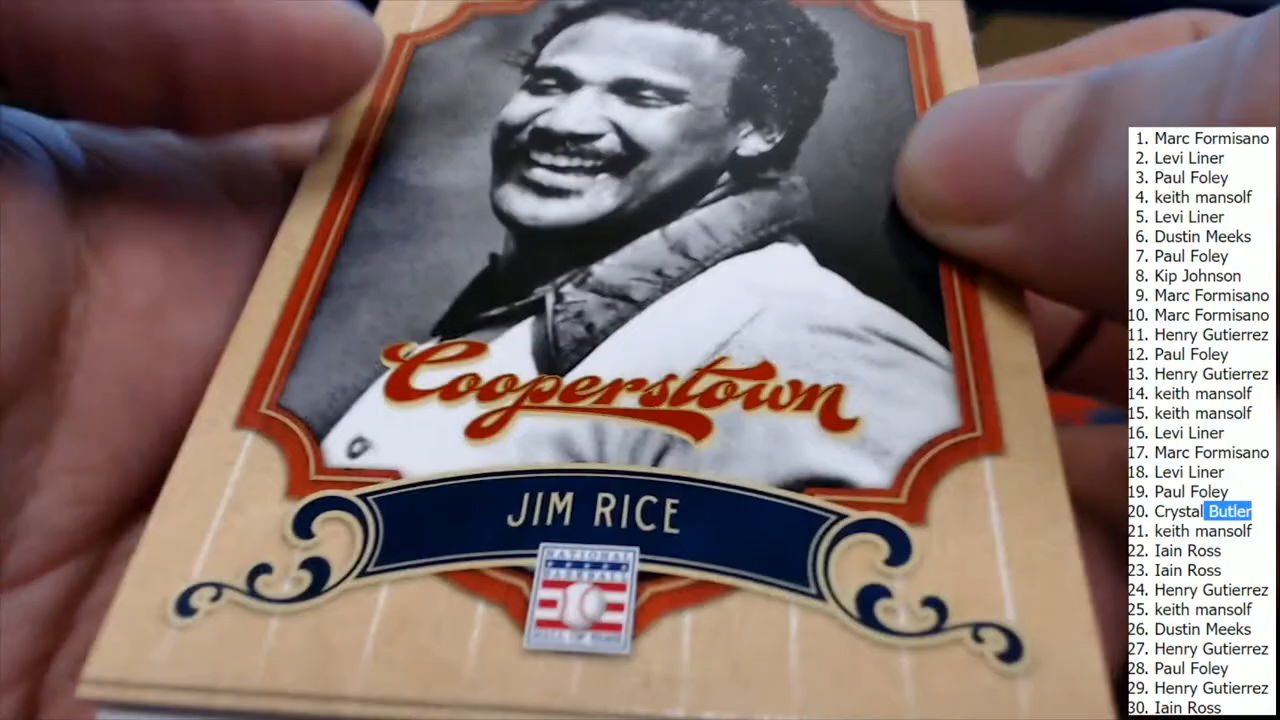 Cooperstown
JIM RICE
NATIONAL
BASEBALL
HALL OF FAME
1. Marc Formisano
2. Levi Liner
3. Paul Foley
4. keith mansolf
5. Levi Liner
6. Dustin Meeks
7. Paul Foley
8. Kip Johnson
9. Marc Formisano
10. Marc Formisano
11. Henry Gutierrez
12. Paul Foley
13. Henry Gutierrez
14. keith mansolf
15. keith mansolf
16. Levi Liner
17. Marc Formisano
18. Levi Liner
19. Paul Foley
20. Crystal Butler
21. keith mansolf
22. Iain Ross
23. Iain Ross
24. Henry Gutierrez
25. keith mansolf
26. Dustin Meeks
27. Henry Gutierrez
28. Paul Foley
29. Henry Gutierrez
30. Iain Ross